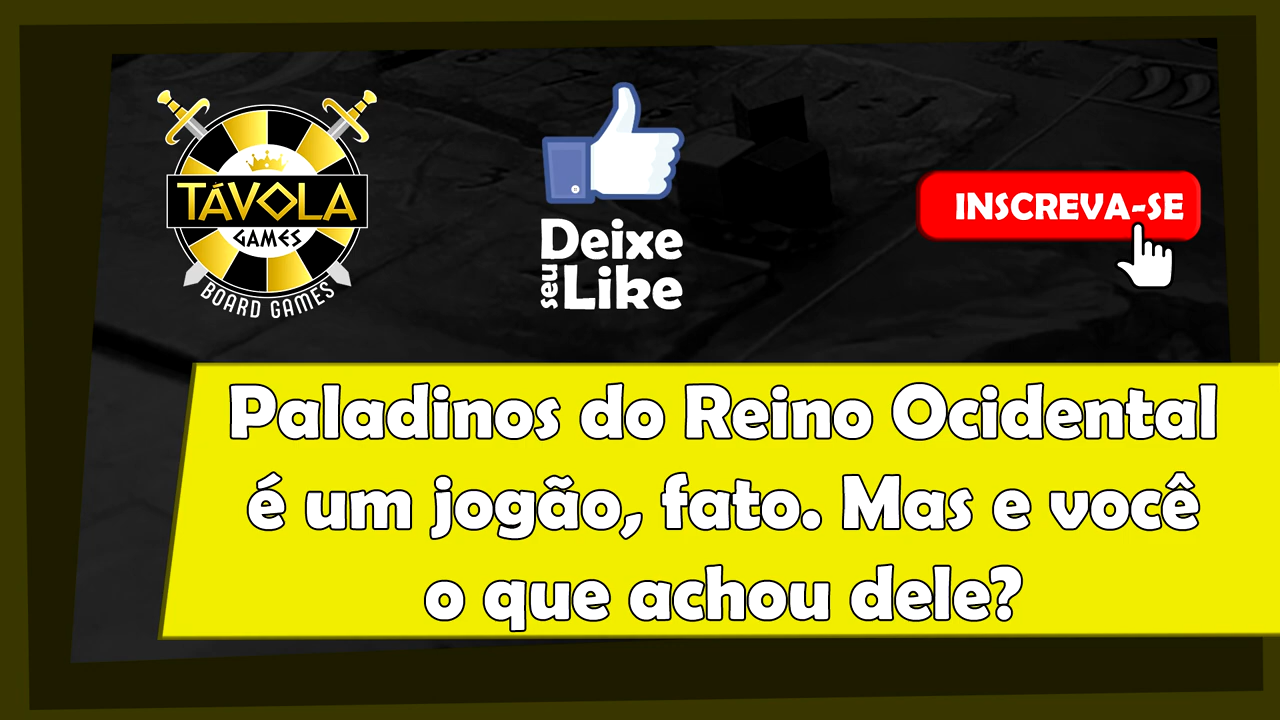 TÁVOLA
GAMES
BOARD GAMES
Deixe
seu
Like
INSCREVA-SE
Paladinos do Reino Ocidental
é um jogão, fato. Mas e você
o que achou dele?